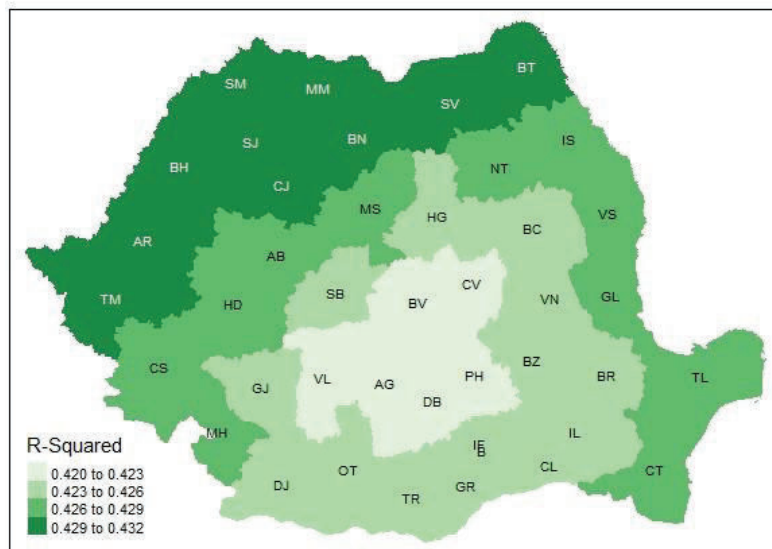 BT
SM
MM
SV
SJ
BN
IS
BH
NT
CJ
MS
HG
VS
BC
AR
AB
SB
CV
TM
BV
VN
GL
HD
CS
BZ
TL
VL
PH
BR
GJ
AG
DB
MH
IL
IF
B
R-Squared
OT
CL
CT
DJ
GR
TR
0.420 to 0.423
0.423 to 0.426
0.426 to 0.429
0.429 to 0.432